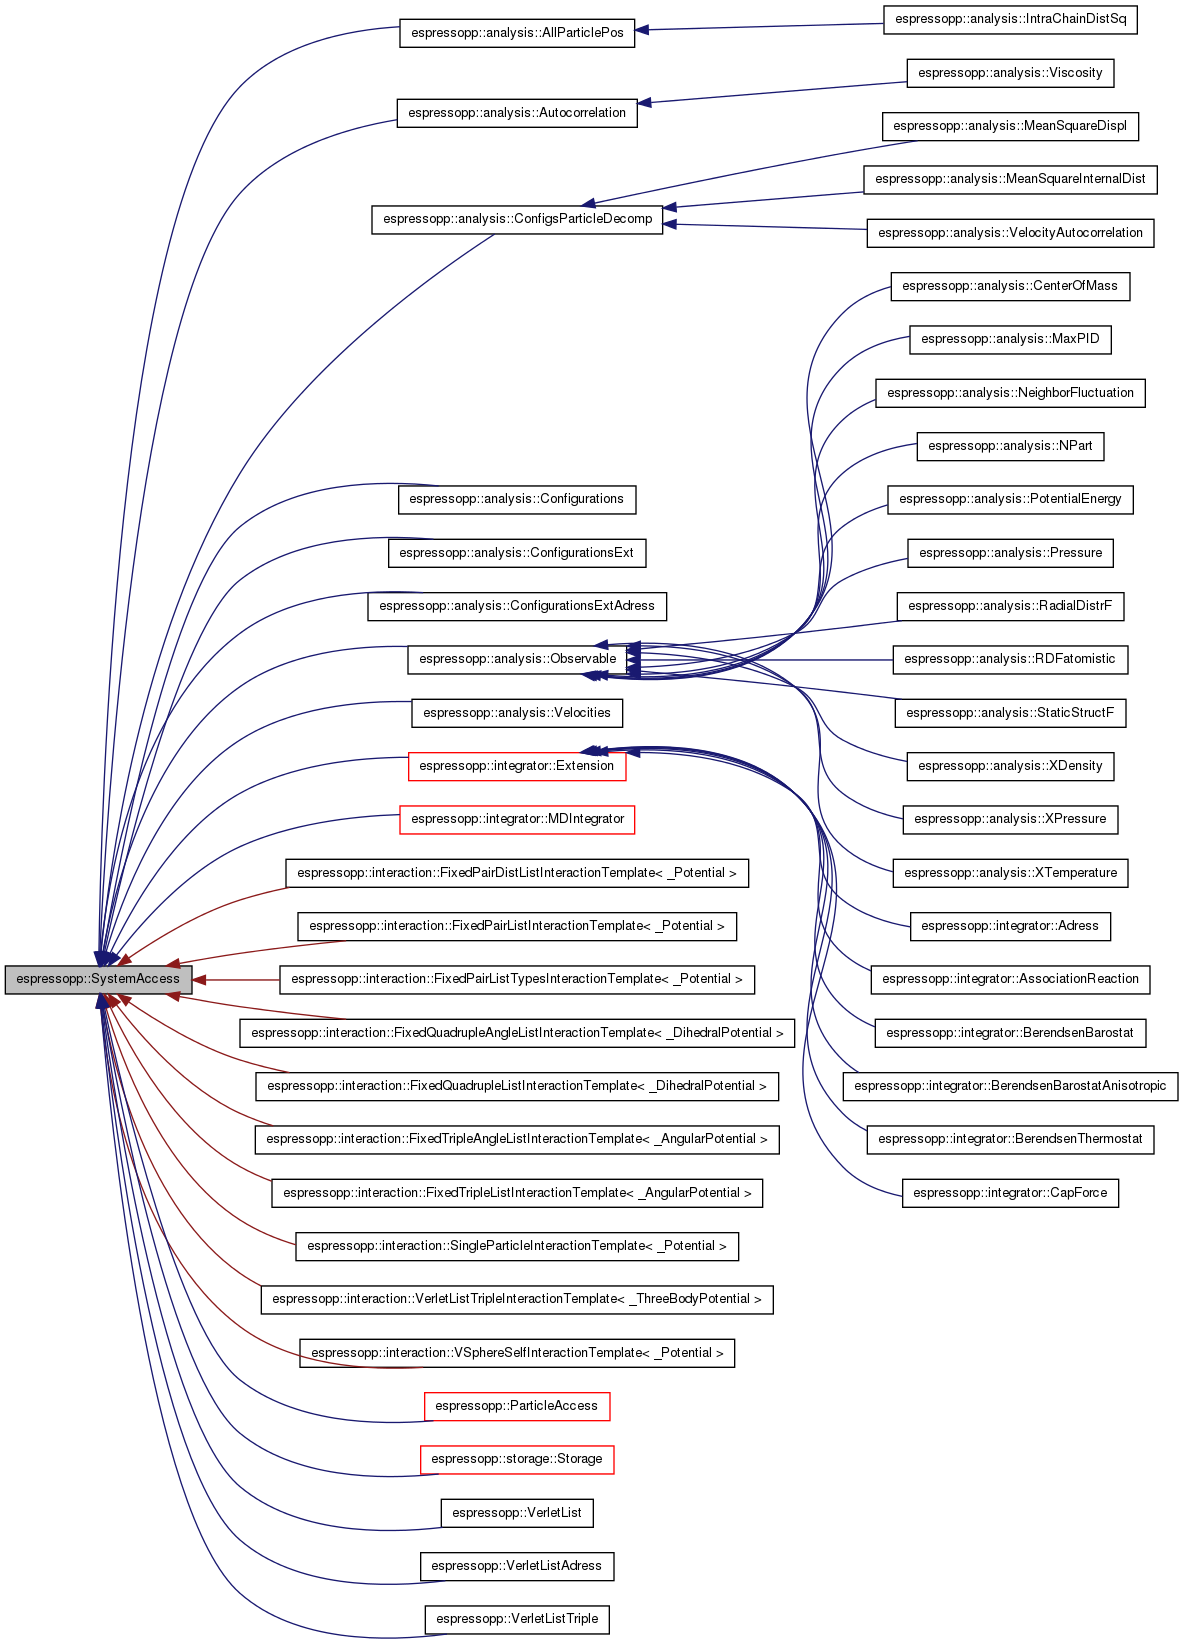 espressopp::SystemAccess
espressopp::analysis::AllParticlePos
espressopp::analysis::Autocorrelation
espressopp::analysis::ConfigsParticleDecomp
espressopp::analysis::Configurations
espressopp::analysis::ConfigurationsExt
espressopp::analysis::ConfigurationsExtAdress
espressopp::analysis::Observable
espressopp::analysis::Velocities
espressopp::integrator::Extension
espressopp::integrator::MDIntegrator
espressopp::interaction::FixedPairDistListInteractionTemplate< _Potential >
espressopp::interaction::FixedPairListInteractionTemplate< _Potential >
espressopp::interaction::FixedPairListTypesInteractionTemplate< _Potential >
espressopp::interaction::FixedQuadrupleAngleListInteractionTemplate< _DihedralPotential >
espressopp::interaction::FixedQuadrupleListInteractionTemplate< _DihedralPotential >
espressopp::interaction::FixedTripleAngleListInteractionTemplate< _AngularPotential >
espressopp::interaction::FixedTripleListInteractionTemplate< _AngularPotential >
espressopp::interaction::SingleParticleInteractionTemplate< _Potential >
espressopp::interaction::VerletListTripleInteractionTemplate< _ThreeBodyPotential >
espressopp::interaction::VSphereSelfInteractionTemplate< _Potential >
espressopp::ParticleAccess
espressopp::storage::Storage
espressopp::VerletList
espressopp::VerletListAdress
espressopp::VerletListTriple
espressopp::analysis::IntraChainDistSq
espressopp::analysis::Viscosity
espressopp::analysis::MeanSquareDispl
espressopp::analysis::MeanSquareInternalDist
espressopp::analysis::VelocityAutocorrelation
espressopp::analysis::CenterOfMass
espressopp::analysis::MaxPID
espressopp::analysis::NeighborFluctuation
espressopp::analysis::NPart
espressopp::analysis::PotentialEnergy
espressopp::analysis::Pressure
espressopp::analysis::RadialDistrF
espressopp::analysis::RDFatomistic
espressopp::analysis::StaticStructF
espressopp::analysis::XDensity
espressopp::analysis::XPressure
espressopp::analysis::XTemperature
espressopp::integrator::Adress
espressopp::integrator::AssociationReaction
espressopp::integrator::BerendsenBarostat
espressopp::integrator::BerendsenBarostatAnisotropic
espressopp::integrator::BerendsenThermostat
espressopp::integrator::CapForce